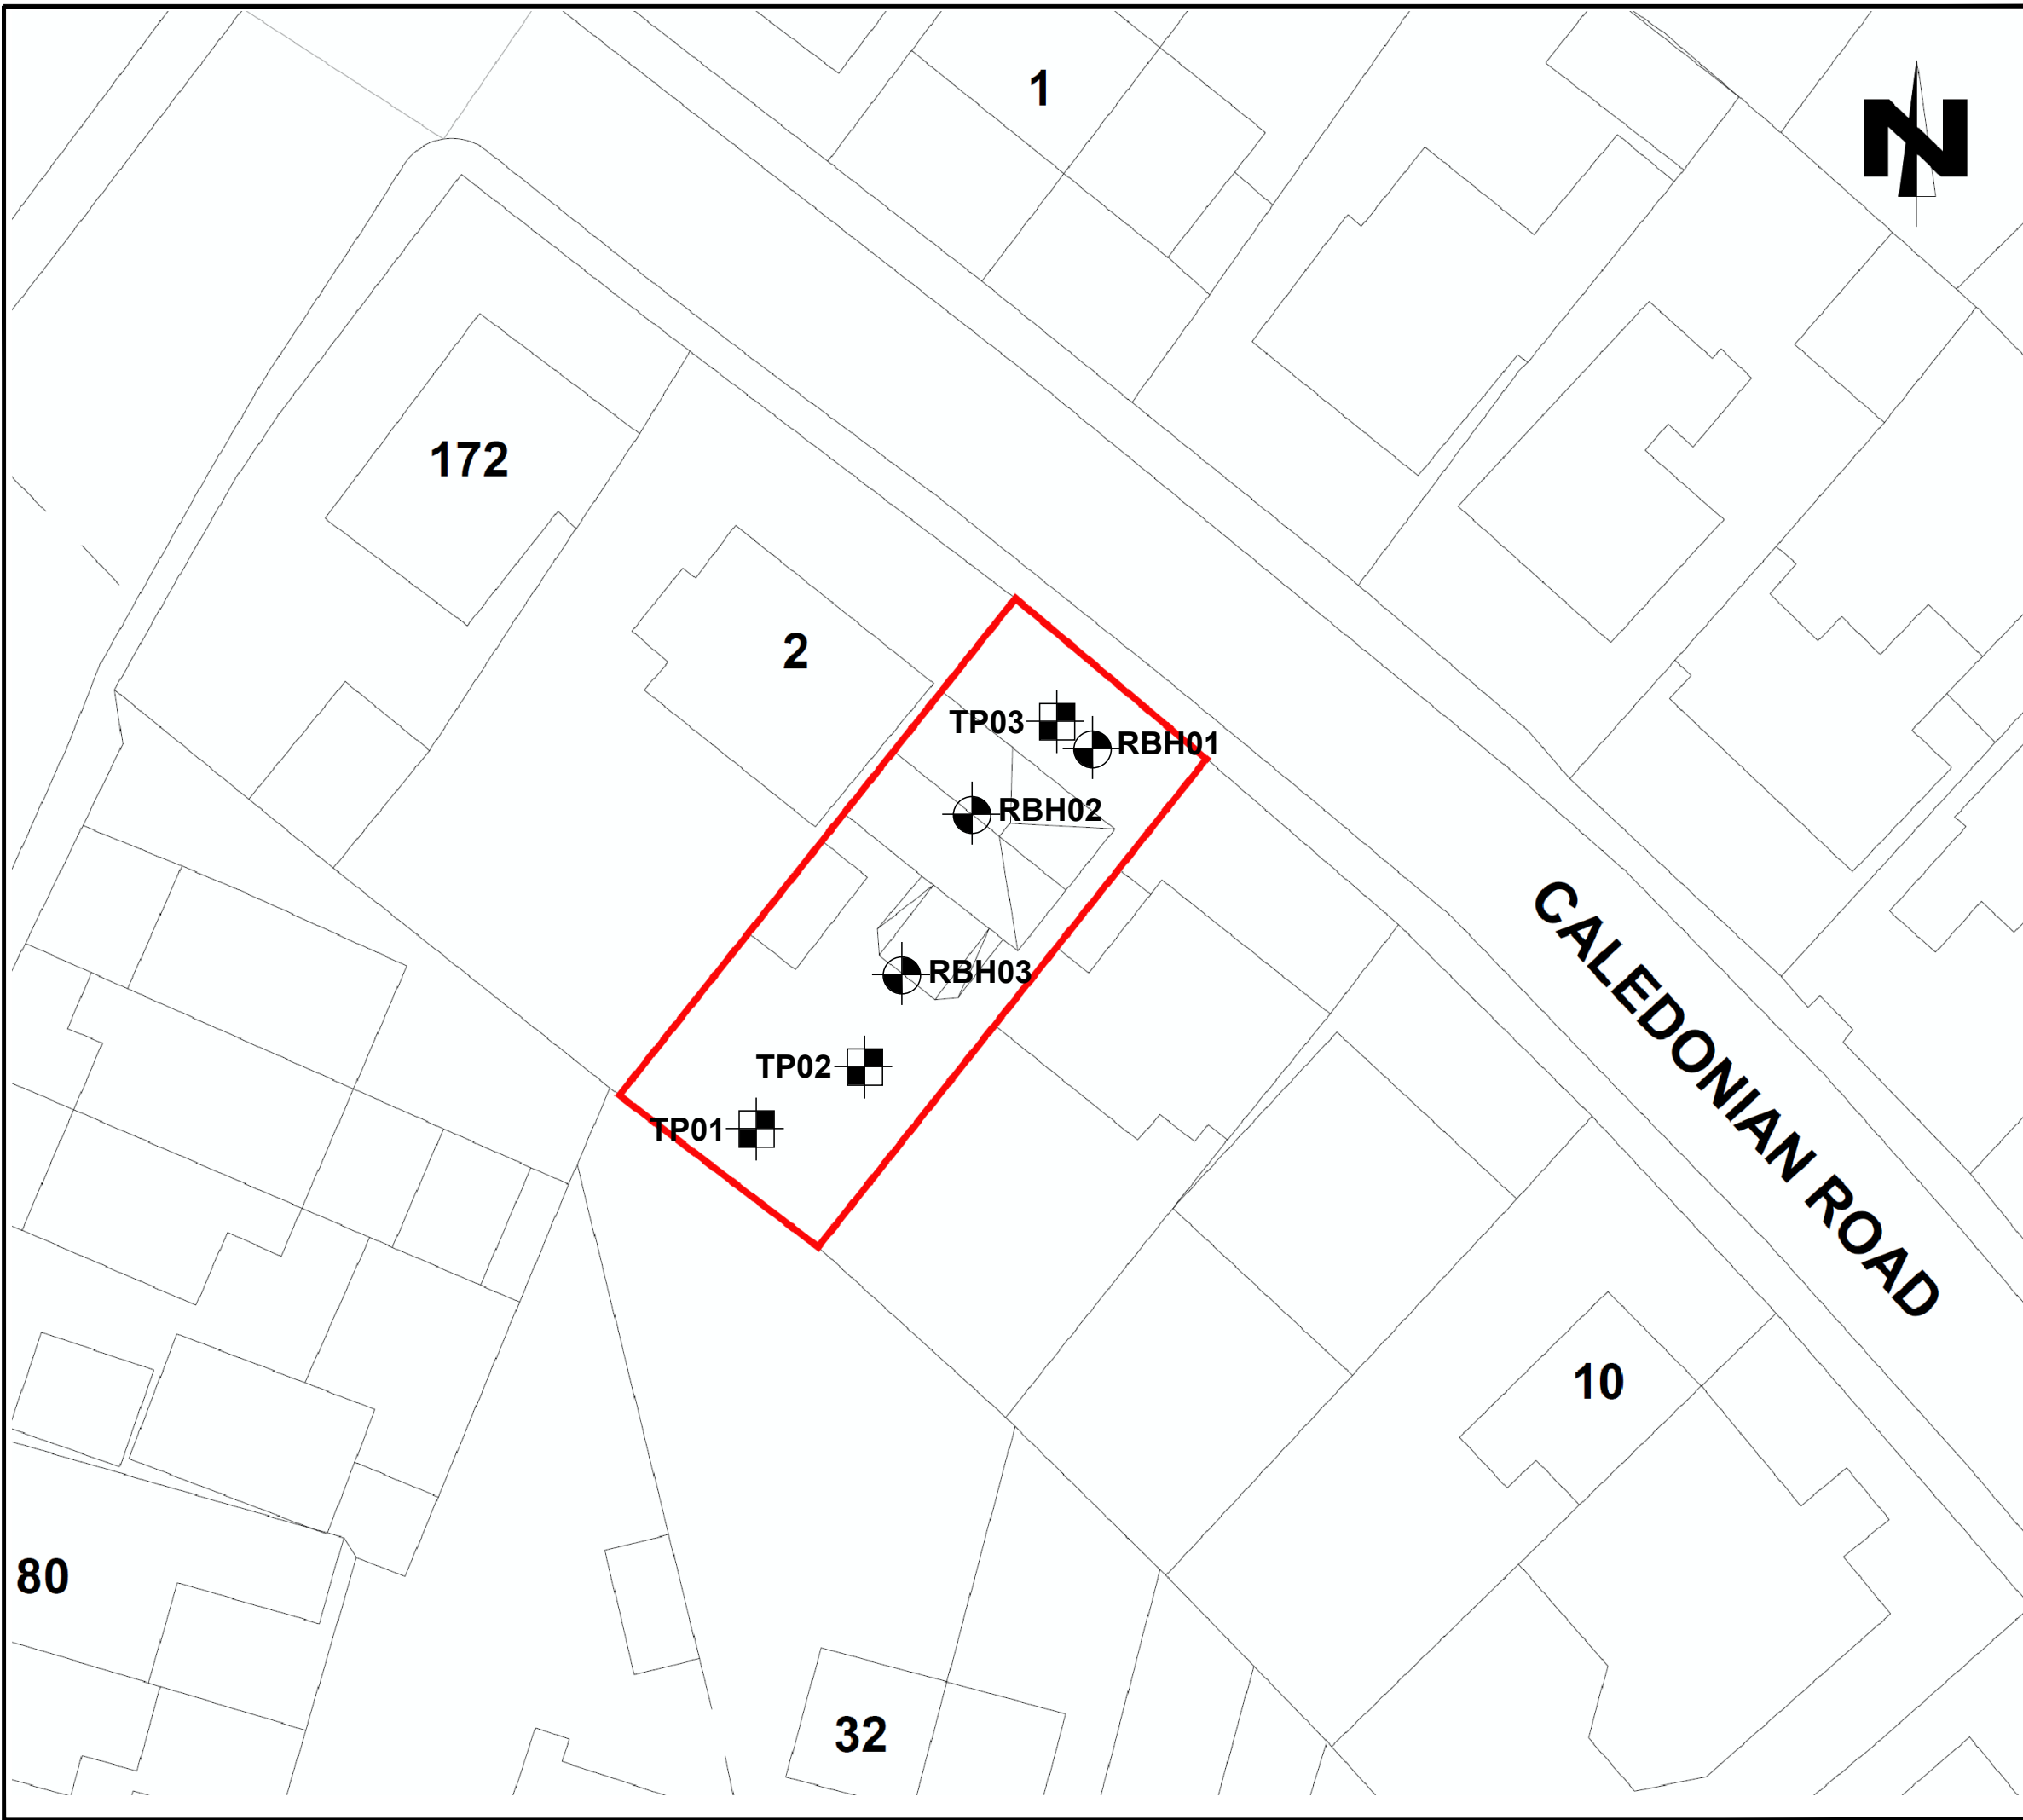 1
N
172
2
TP03
RBH01
RBH02
RBH03
TP02
TP01
CALEDONIAN ROAD
10
80
32